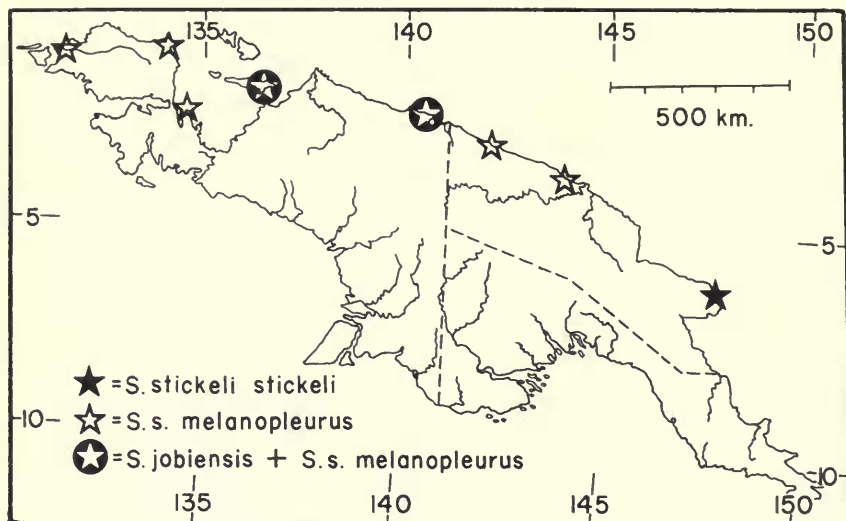 135 140 145 150
500 km.
—5 —5
★ = S. stickeli stickeli
☆ = S. s. melanopleurus
—10
✪ = S. jobiensis + S. s. melanopleurus
—10
135 140 145 150